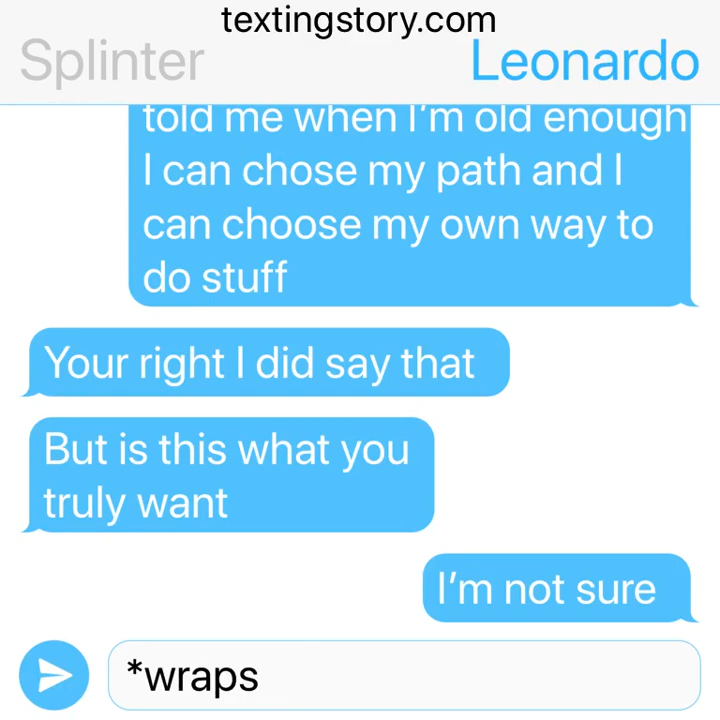 textingstory.com
Splinter Leonardo
told me when I'm old enough
I can chose my path and I
can choose my own way to
do stuff
Your right I did say that
But is this what you
truly want
I'm not sure
*wraps